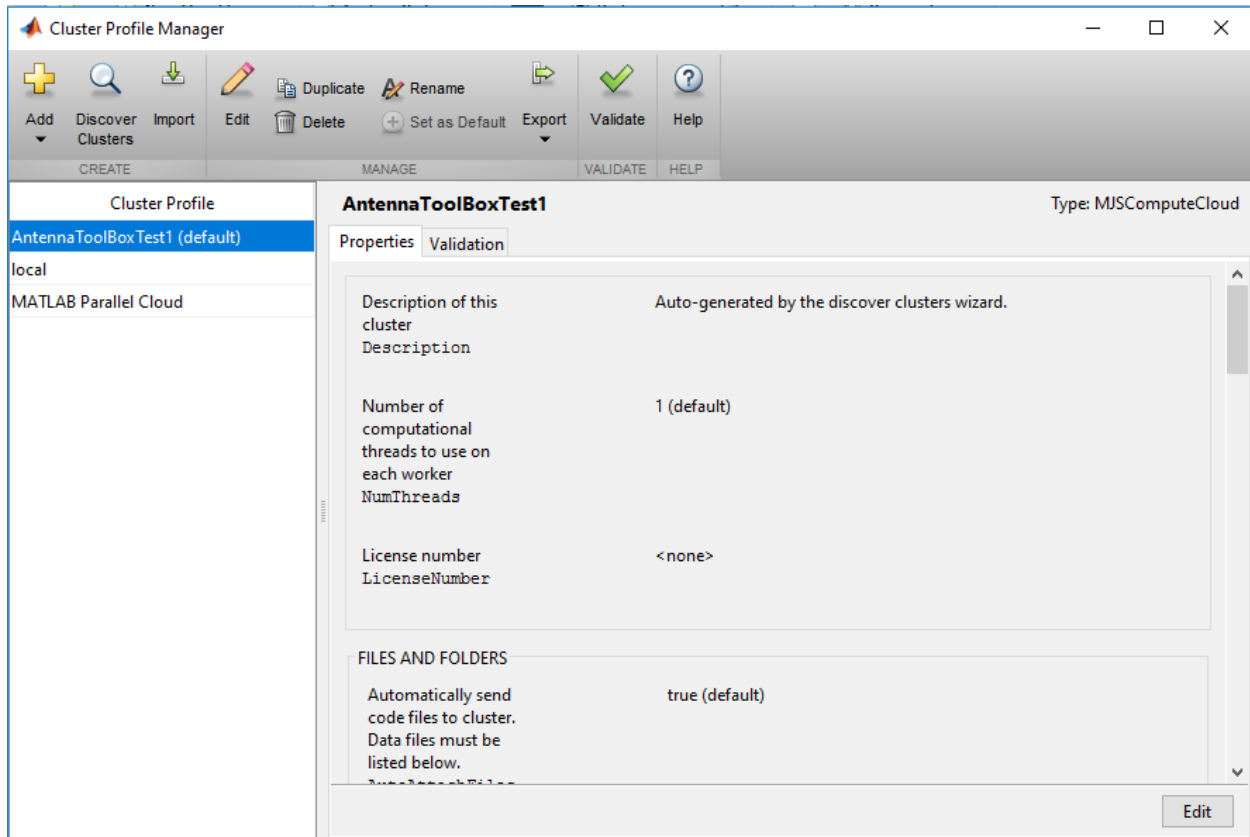 Cluster Profile Manager
Duplicate
Rename
Add
Discover
Clusters
Import
Edit
Delete
Set as Default
Export
Validate
Help
CREATE
MANAGE
VALIDATE
HELP
Cluster Profile
AntennaToolBoxTest1 (default)
local
MATLAB Parallel Cloud
AntennaToolBoxTest1
Type: MJSComputeCloud
Properties
Validation
Description of this
cluster
Description
Auto-generated by the discover clusters wizard.
Number of
computational
threads to use on
each worker
NumThreads
1 (default)
License number
LicenseNumber
<none>
FILES AND FOLDERS
Automatically send
code files to cluster.
Data files must be
listed below.
AutoAttachFiles
true (default)
Edit